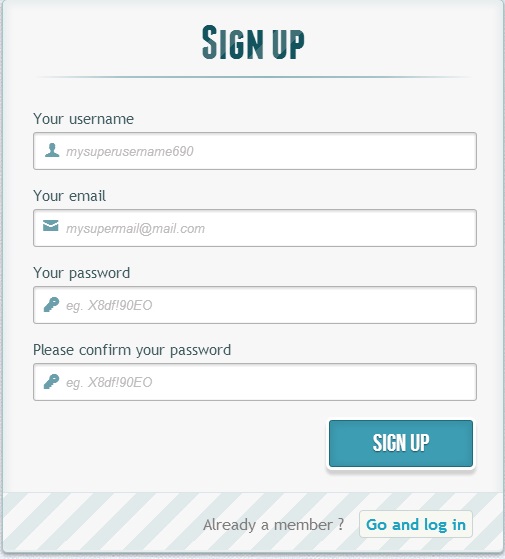 SIGN UP
Your username
mysuperusername690
Your email
mysupermail@mail.com
Your password
eg. X8df!90EO
Please confirm your password
eg. X8df!90EO
SIGN UP
Already a member ? Go and log in